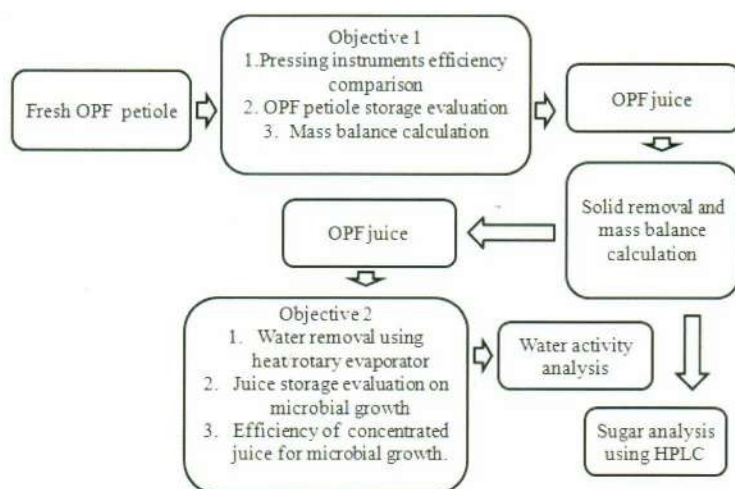 Fresh OPF petiole
Objective 1
1.Pressing instruments efficiency
comparison
2. OPF petiole storage evaluation
3. Mass balance calculation
OPF juice
Solid removal and
mass balance
calculation
OPF juice
Objective 2
1. Water removal using
heat/rotary evaporator
2. Juice storage evaluation on
microbial growth
3. Efficiency of concentrated
juice for microbial growth.
Water activity
analysis
Sugar analysis
using HPLC